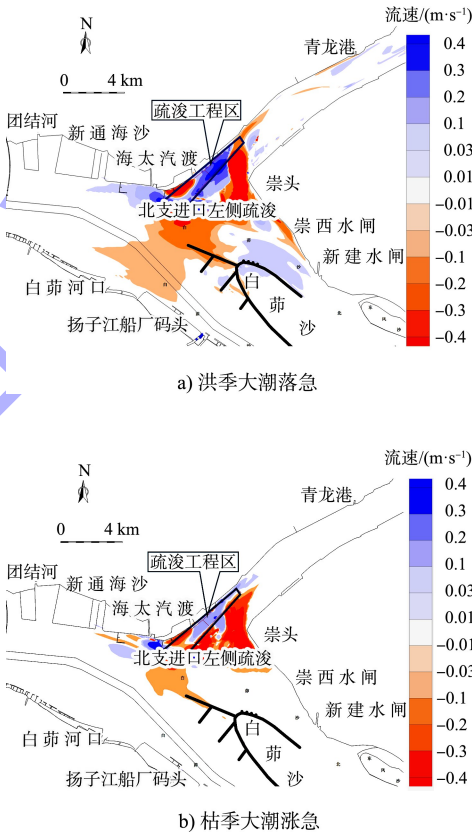 流速/(m·s⁻¹)
N
青龙港
0 4 km
0.4
0.3
0.2
0.1
0.03
0.01
−0.01
−0.03
−0.1
−0.2
−0.3
−0.4
疏浚工程区
团结河
新通海沙
海太汽渡
崇头
北支进口左侧疏浚
崇西水闸
新建水闸
白茆河口
白
茆
沙
扬子江船厂码头
a) 洪季大潮落急
流速/(m·s⁻¹)
N
青龙港
0 4 km
0.4
0.3
0.2
0.1
0.03
0.01
−0.01
−0.03
−0.1
−0.2
−0.3
−0.4
疏浚工程区
团结河
新通海沙
海太汽渡
崇头
北支进口左侧疏浚
崇西水闸
新建水闸
白茆河口
白
茆
沙
扬子江船厂码头
b) 枯季大潮涨急